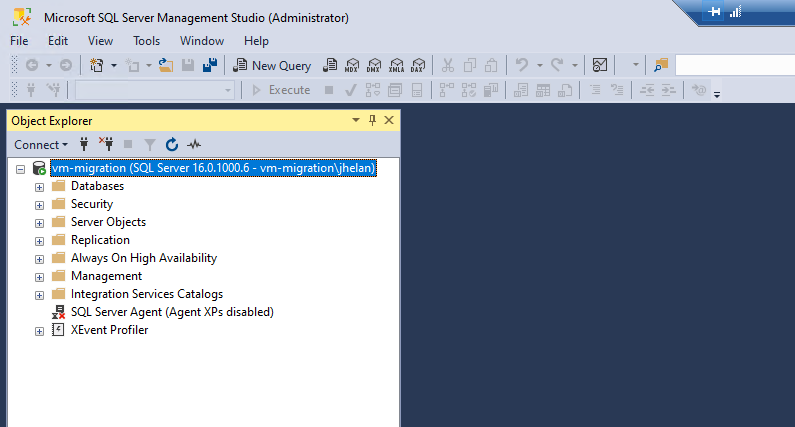 Microsoft SQL Server Management Studio (Administrator)
File Edit View Tools Window Help
New Query MDX DMX XMLA DAX
Execute
Object Explorer
Connect
vm-migration (SQL Server 16.0.1000.6 - vm-migration\jhelan)
Databases
Security
Server Objects
Replication
Always On High Availability
Management
Integration Services Catalogs
SQL Server Agent (Agent XPs disabled)
XEvent Profiler